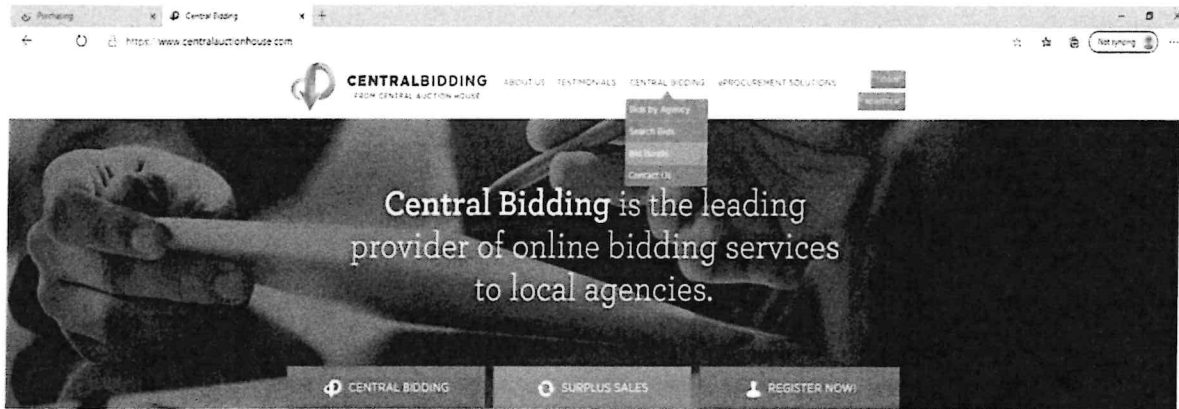 Purchasing
Central Bidding
https://www.centralauctionhouse.com
Not syncing
CENTRALBIDDING
FROM CENTRAL AUCTION HOUSE
ABOUT US TESTIMONIALS CENTRAL BIDDING ePROCUREMENT SOLUTIONS
LOGIN
REGISTER
Bids by Agency
Search Bids
Bid Bonds
Contact Us
Central Bidding is the leading
provider of online bidding services
to local agencies.
CENTRAL BIDDING
SURPLUS SALES
REGISTER NOW!